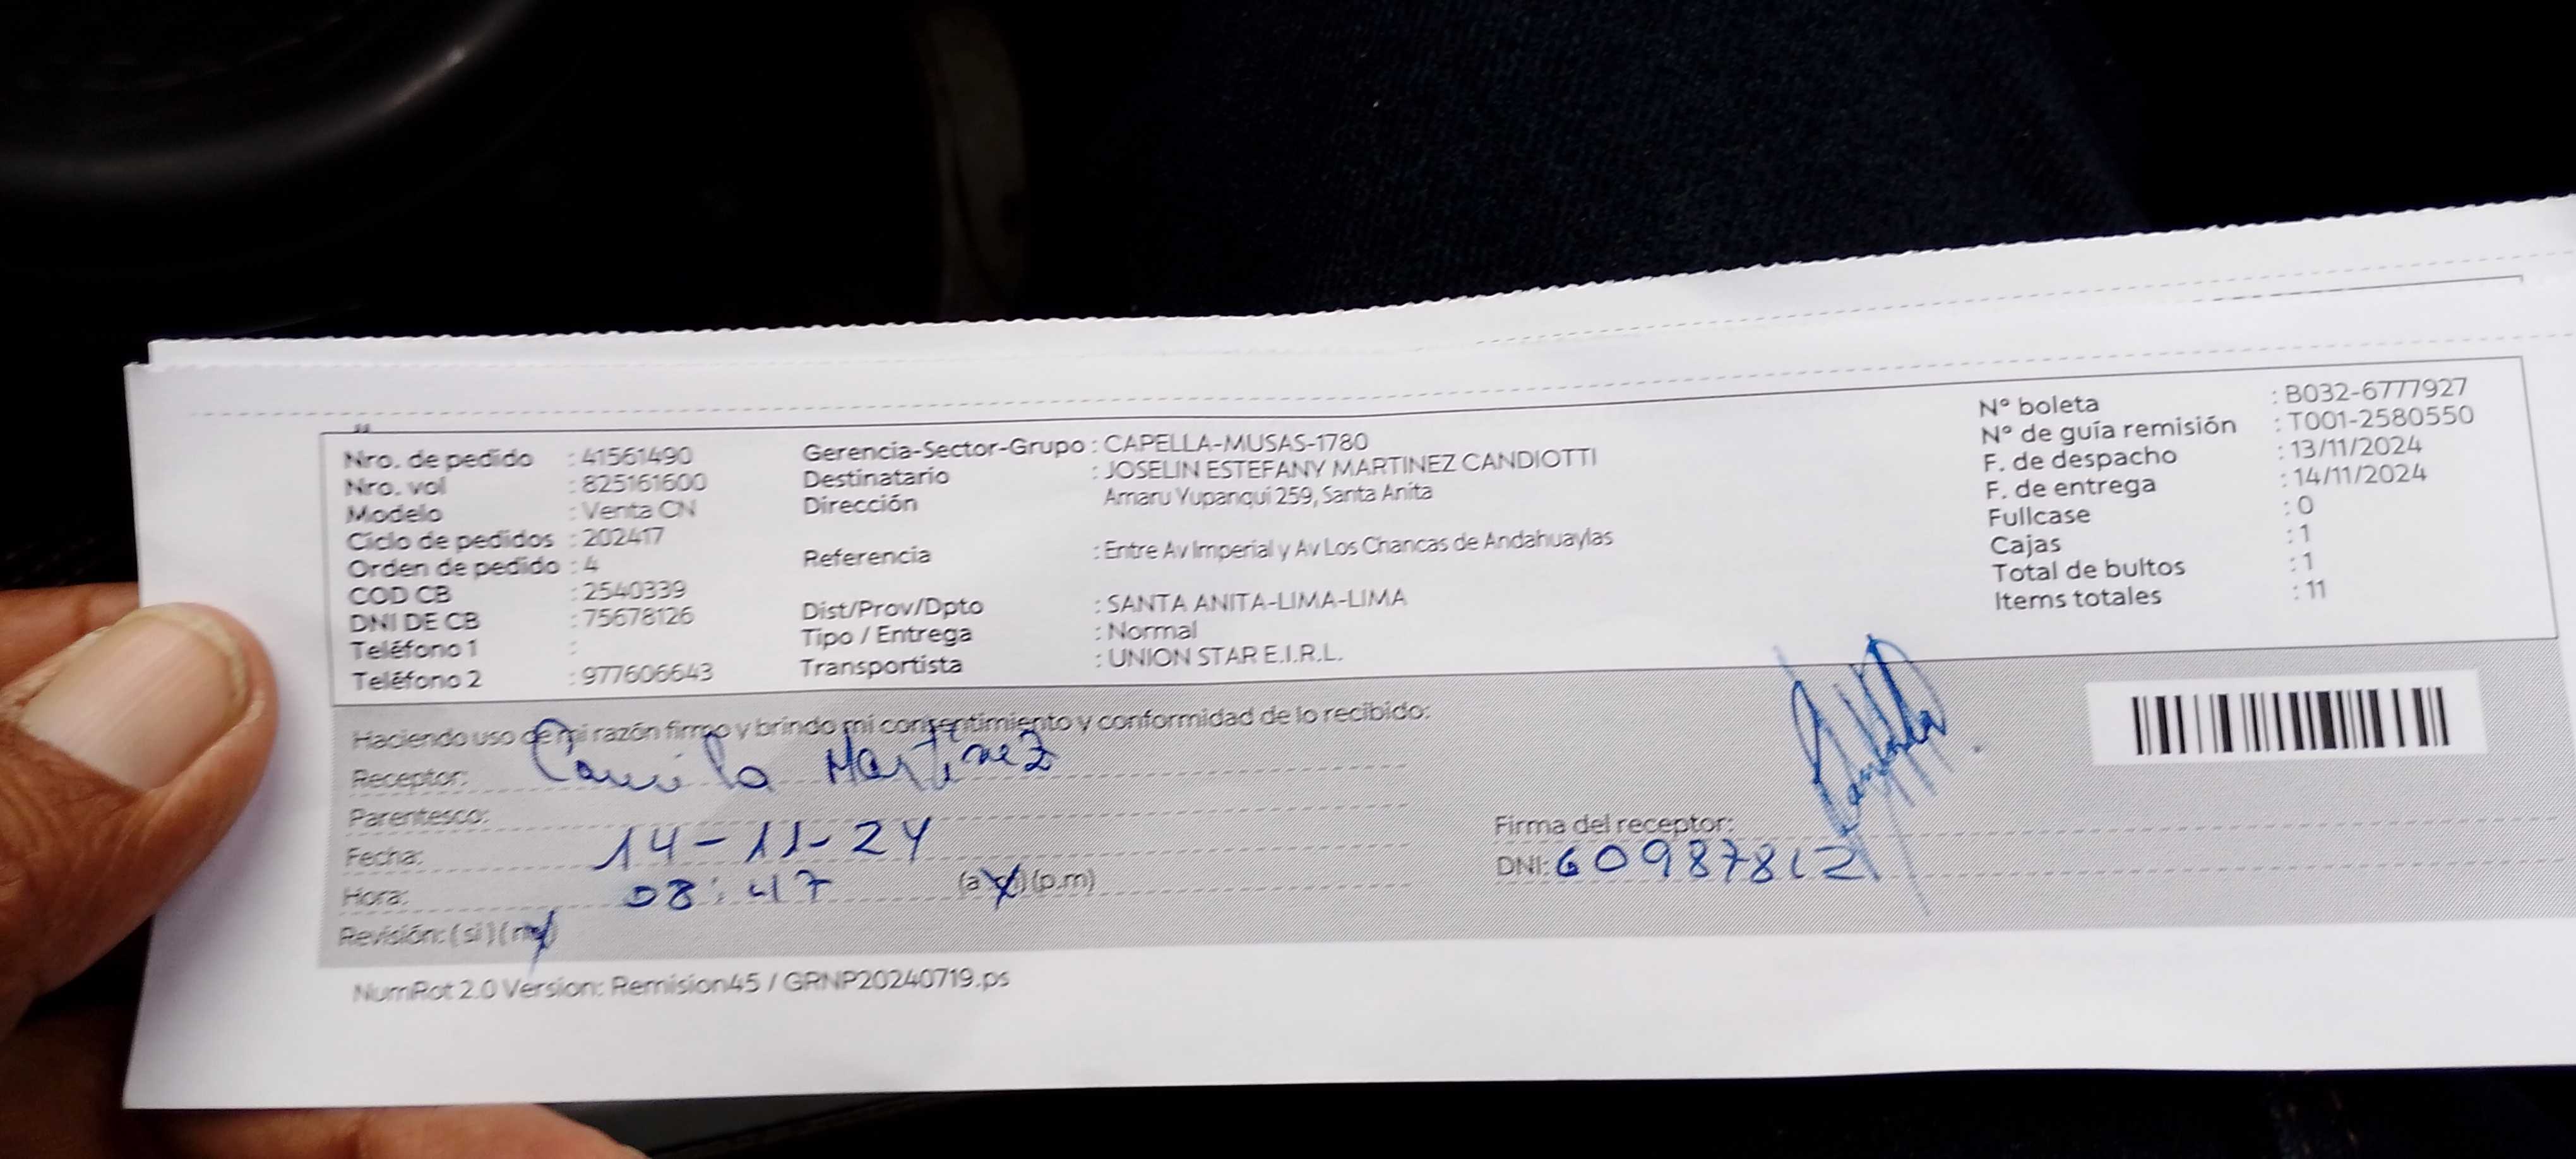 Nro. de pedido : 41561490
Nro. vol : 825161600
Modelo : Venta CN
Ciclo de pedidos : 202417
Orden de pedido : 4
COD CB : 2540339
DNI DE CB : 75678126
Teléfono 1 :
Teléfono 2 : 977606643
Gerencia-Sector-Grupo : CAPELLA-MUSAS-1780
Destinatario : JOSELIN ESTEFANY MARTINEZ CANDIOTTI
Dirección Amaru Yupanqui 259, Santa Anita
Referencia : Entre Av Imperial y Av Los Chancas de Andahuaylas
Dist/Prov/Dpto : SANTA ANITA-LIMA-LIMA
Tipo / Entrega : Normal
Transportista : UNION STAR E.I.R.L.
N° boleta : B032-6777927
N° de guía remisión : T001-2580550
F. de despacho : 13/11/2024
F. de entrega : 14/11/2024
Fullcase : 0
Cajas : 1
Total de bultos : 1
Items totales : 11
Haciendo uso de mi razón firmo y brindo mi consentimiento y conformidad de lo recibido:
Receptor: Camila Martinez
Parentesco:
Fecha: 14-11-24
Hora: 08:47 (a.m) (p.m)
Revisión: (si) (no)
Firma del receptor:
DNI: 60987812
NumRot 2.0 Version: Remision45 / GRNP20240719.ps